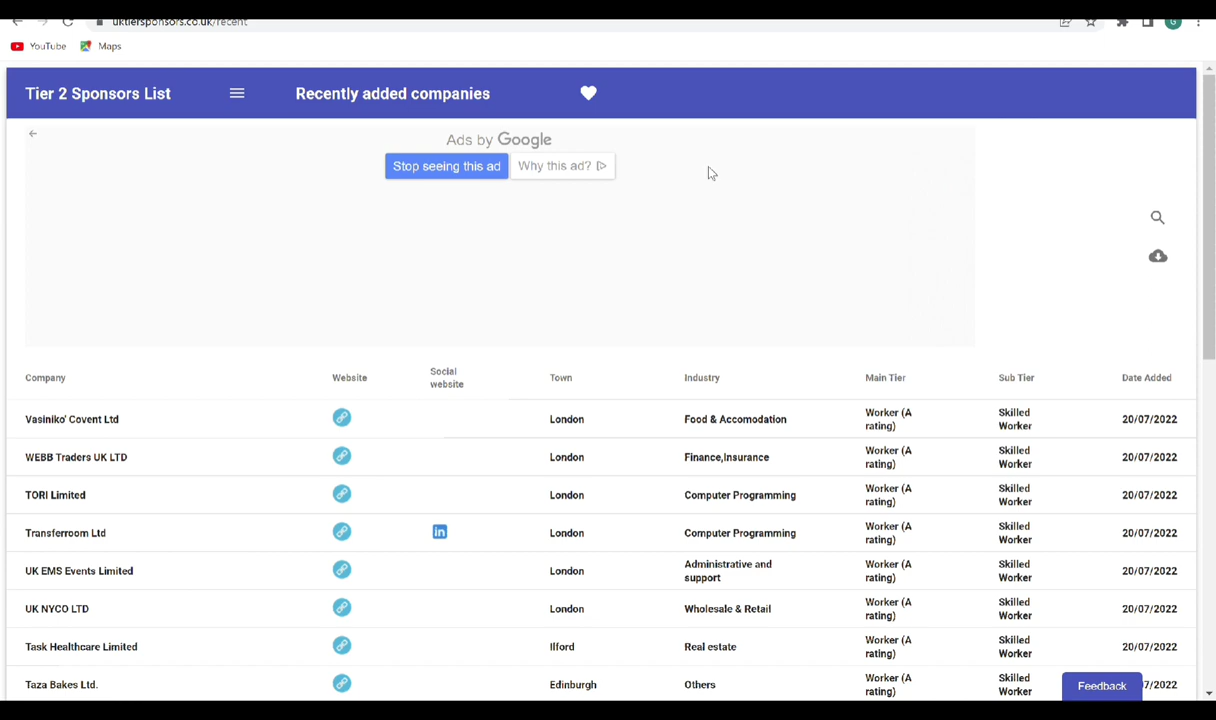 uktiersponsors.co.uk/recent
YouTube Maps
Tier 2 Sponsors List Recently added companies
Ads by Google
Stop seeing this ad Why this ad?
Company Website Social website Town Industry Main Tier Sub Tier Date Added
Vasiniko' Covent Ltd London Food & Accomodation Worker (A rating) Skilled Worker 20/07/2022
WEBB Traders UK LTD London Finance,Insurance Worker (A rating) Skilled Worker 20/07/2022
TORI Limited London Computer Programming Worker (A rating) Skilled Worker 20/07/2022
Transferroom Ltd in London Computer Programming Worker (A rating) Skilled Worker 20/07/2022
UK EMS Events Limited London Administrative and support Worker (A rating) Skilled Worker 20/07/2022
UK NYCO LTD London Wholesale & Retail Worker (A rating) Skilled Worker 20/07/2022
Task Healthcare Limited Ilford Real estate Worker (A rating) Skilled Worker 20/07/2022
Taza Bakes Ltd. Edinburgh Others Worker (A rating) Skilled Worker 7/2022
Feedback